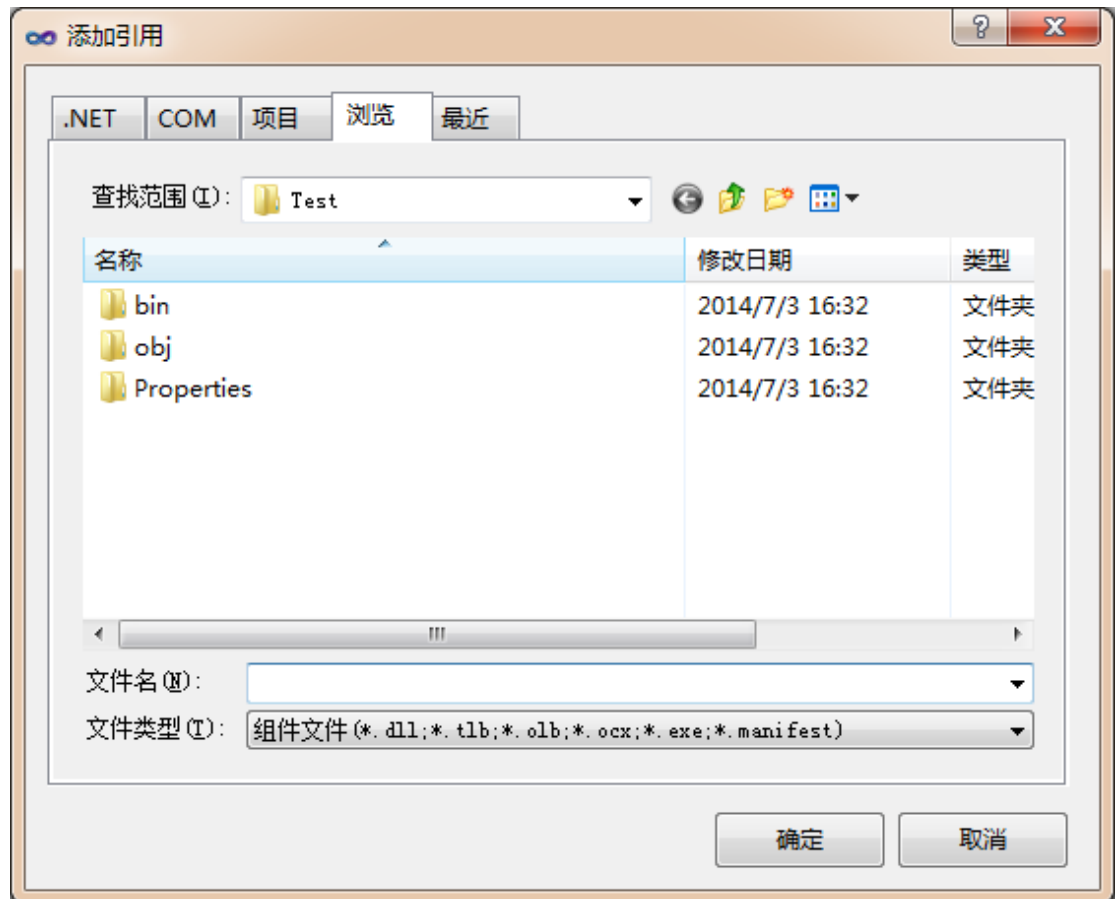 添加引用
.NET COM 项目 浏览 最近
查找范围(I): Test
名称 修改日期 类型
bin 2014/7/3 16:32 文件夹
obj 2014/7/3 16:32 文件夹
Properties 2014/7/3 16:32 文件夹
文件名(N):
文件类型(T): 组件文件(*.dll;*.tlb;*.olb;*.ocx;*.exe;*.manifest)
确定 取消